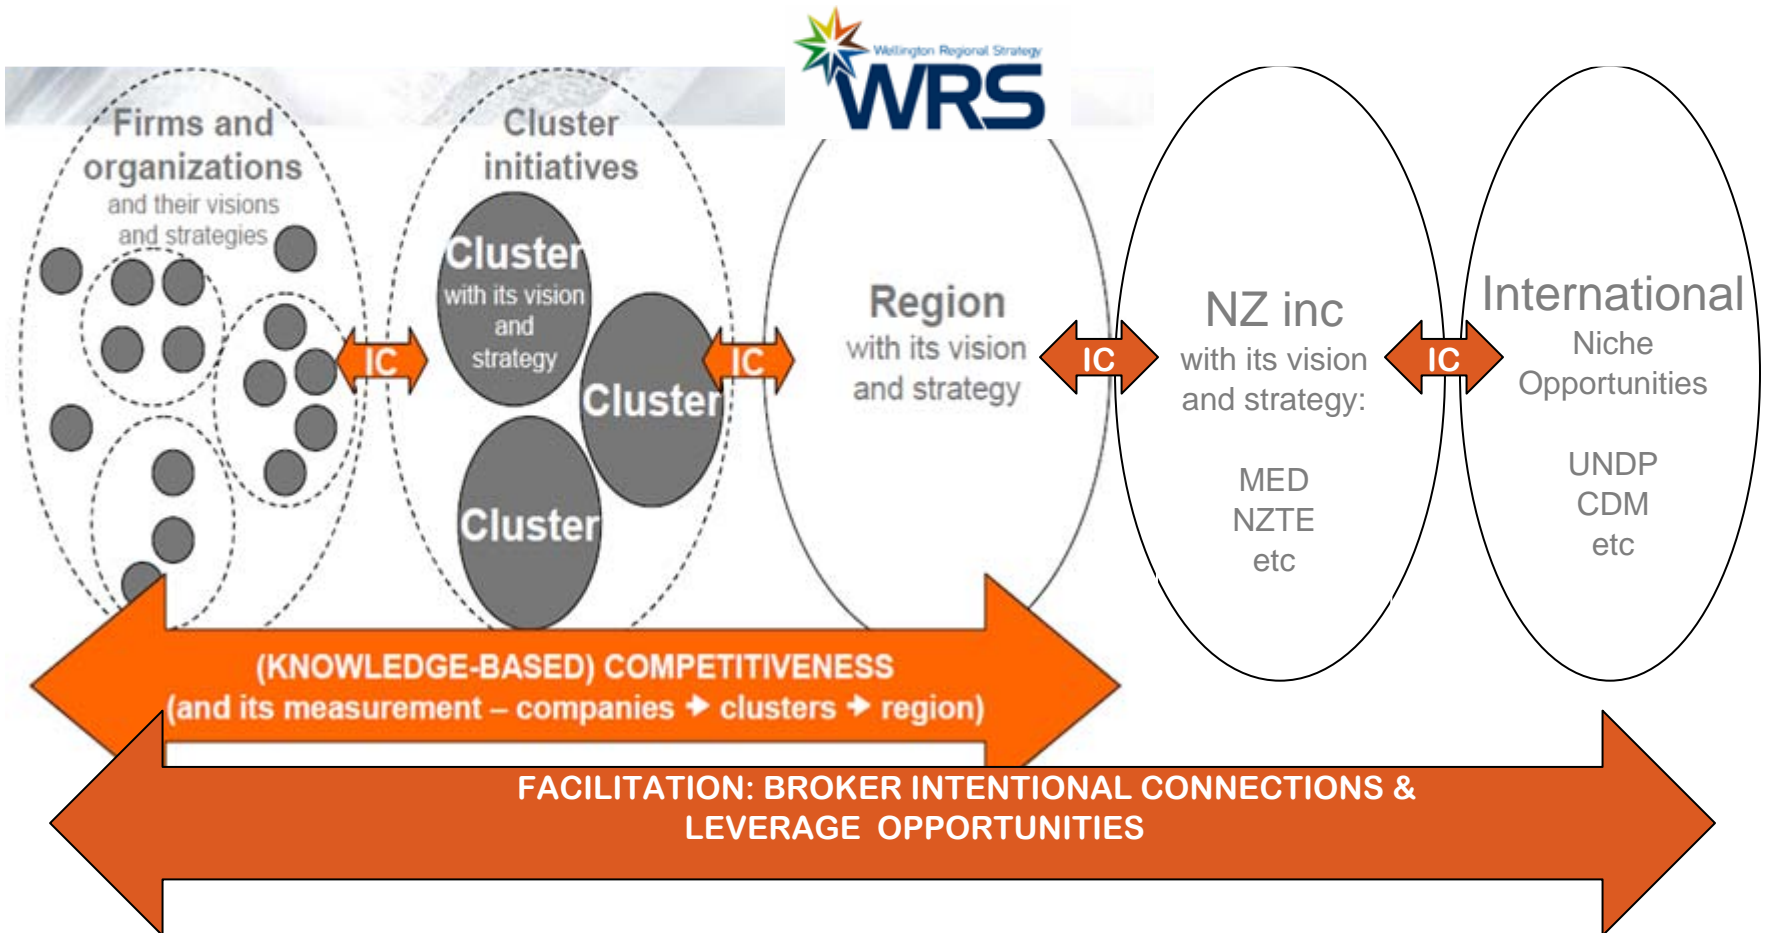 Wellington Regional Strategy
WRS
Firms and
organizations
and their visions
and strategies
Cluster
initiatives
Cluster
with its vision
and
strategy
Cluster
Cluster
Region
with its vision
and strategy
NZ inc
with its vision
and strategy:
MED
NZTE
etc
International
Niche
Opportunities
UNDP
CDM
etc
IC
IC
IC
IC
(KNOWLEDGE-BASED) COMPETITIVENESS
(and its measurement – companies → clusters → region)
FACILITATION: BROKER INTENTIONAL CONNECTIONS &
LEVERAGE OPPORTUNITIES